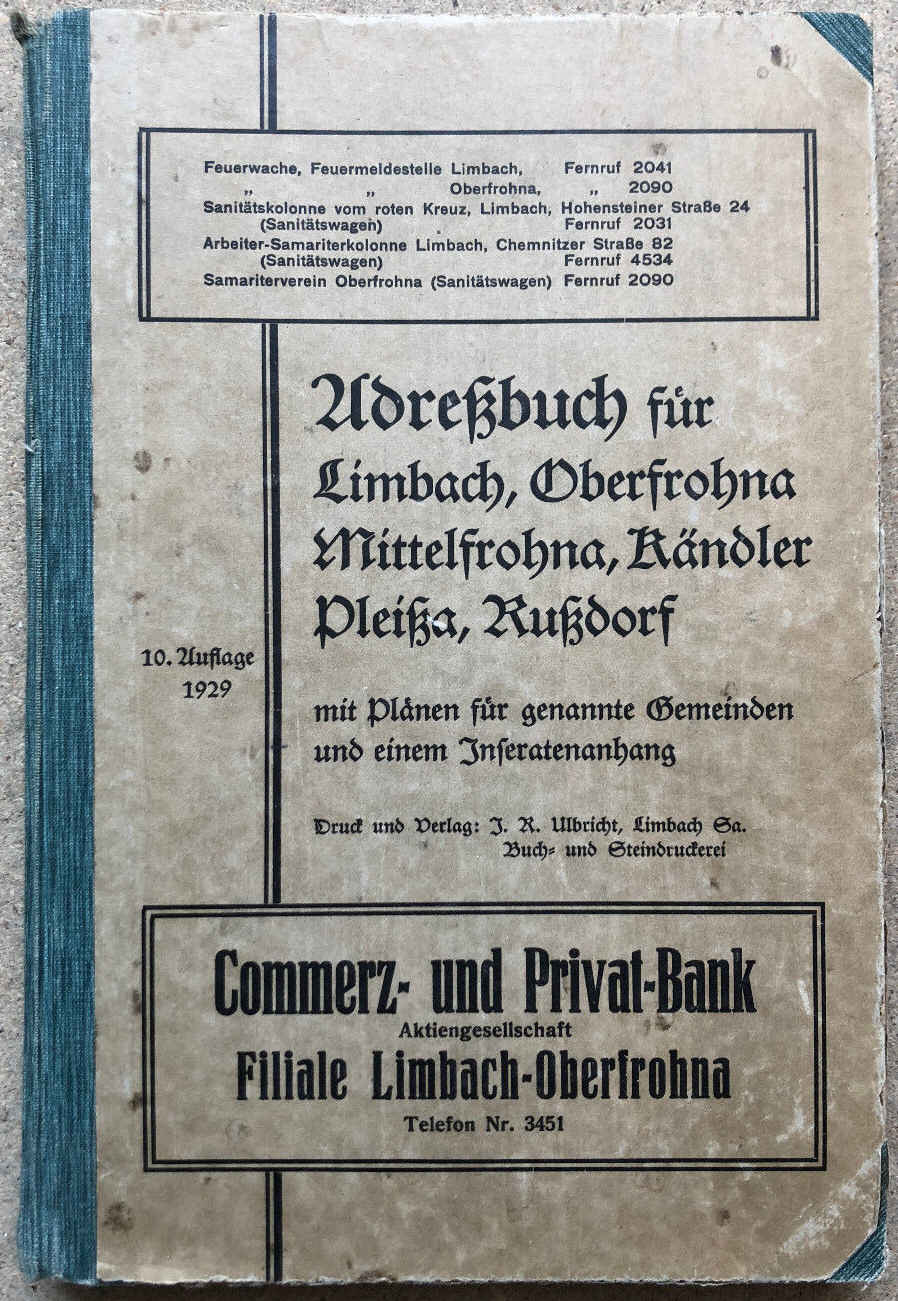 Feuerwache, Feuermeldestelle Limbach, Fernruf 2041
„ „ Oberfrohna, „ 2090
Sanitätskolonne vom roten Kreuz, Limbach, Hohensteiner Straße 24
(Sanitätswagen) Fernruf 2031
Arbeiter-Samariterkolonne Limbach, Chemnitzer Straße 82
(Sanitätswagen) Fernruf 4534
Samariterverein Oberfrohna (Sanitätswagen) Fernruf 2090
Adreßbuch für
Limbach, Oberfrohna
Mittelfrohna, Kändler
Pleißa, Rußdorf
10. Auflage
1929
mit Plänen für genannte Gemeinden
und einem Inseratenanhang
Druck und Verlag: J. R. Ulbricht, Limbach Sa.
Buch- und Steindruckerei
Commerz- und Privat-Bank
Aktiengesellschaft
Filiale Limbach-Oberfrohna
Telefon Nr. 3451